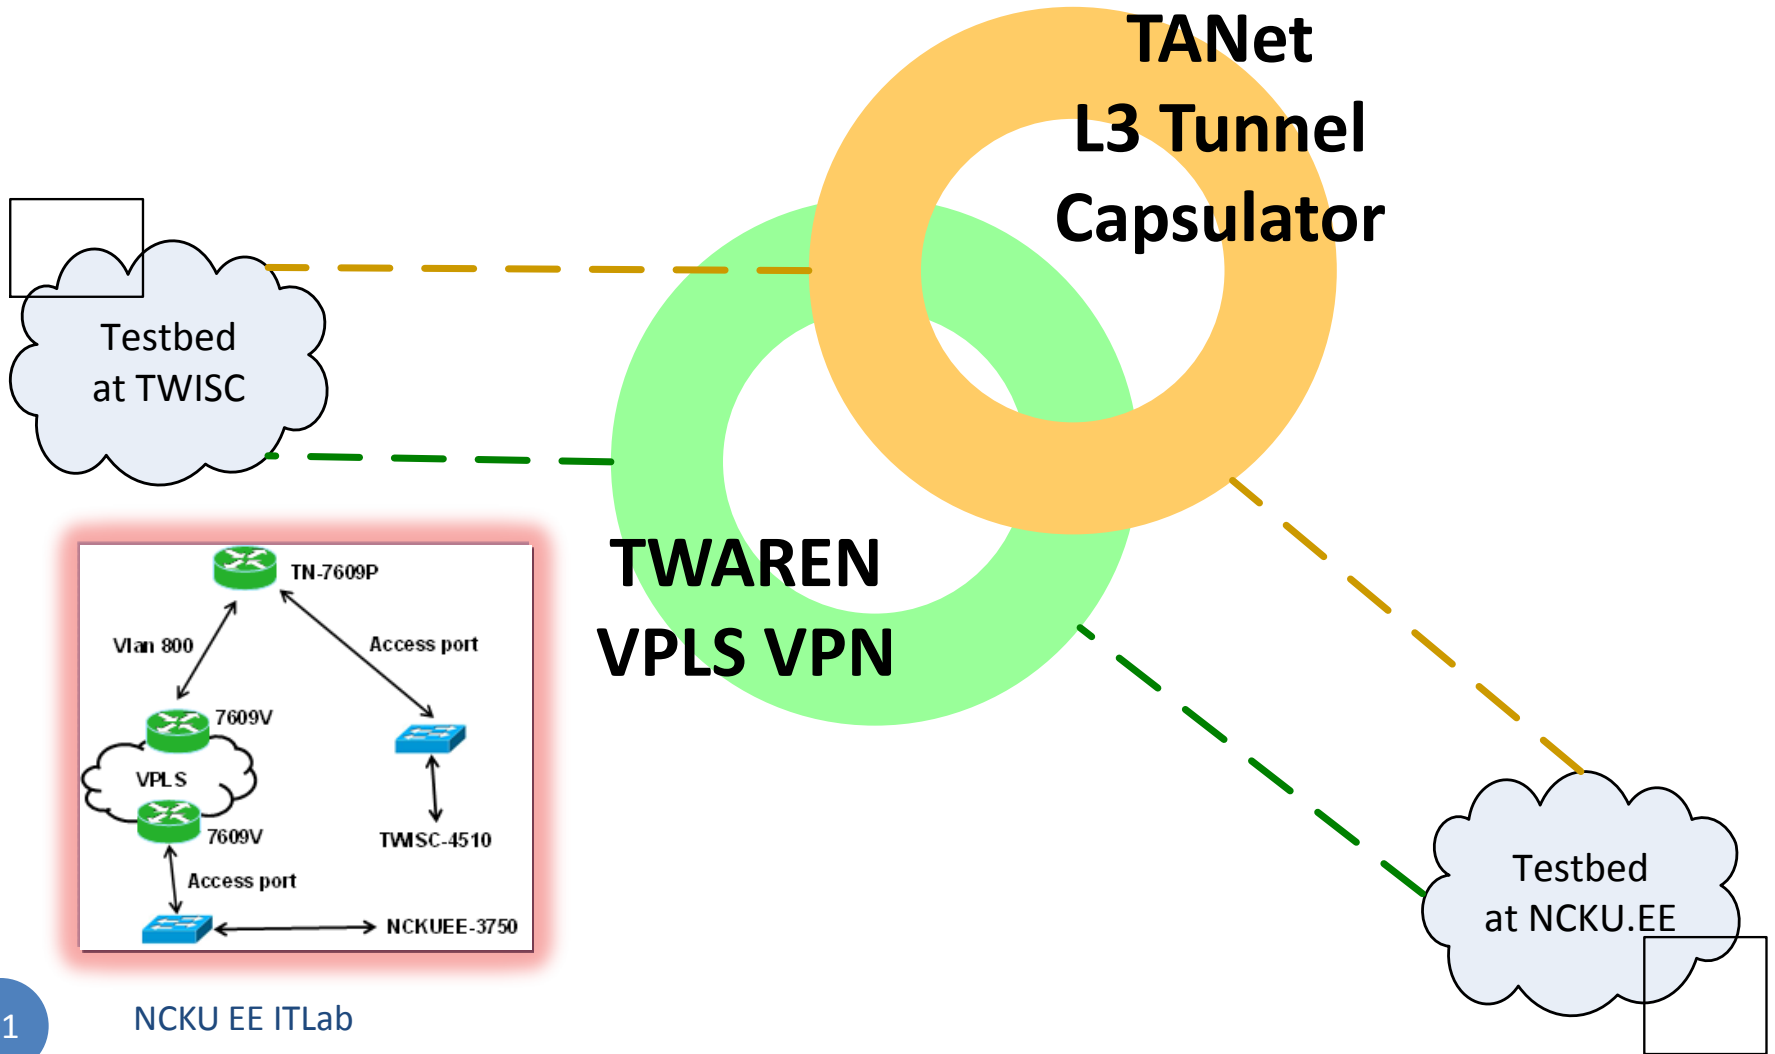 TANet
L3 Tunnel
Capsulator
Testbed
at TWISC
TWAREN
VPLS VPN
TN-7609P
Vlan 800
Access port
7609V
VPLS
7609V
TWISC-4510
Access port
NCKUEE-3750
Testbed
at NCKU.EE
1
NCKU EE ITLab